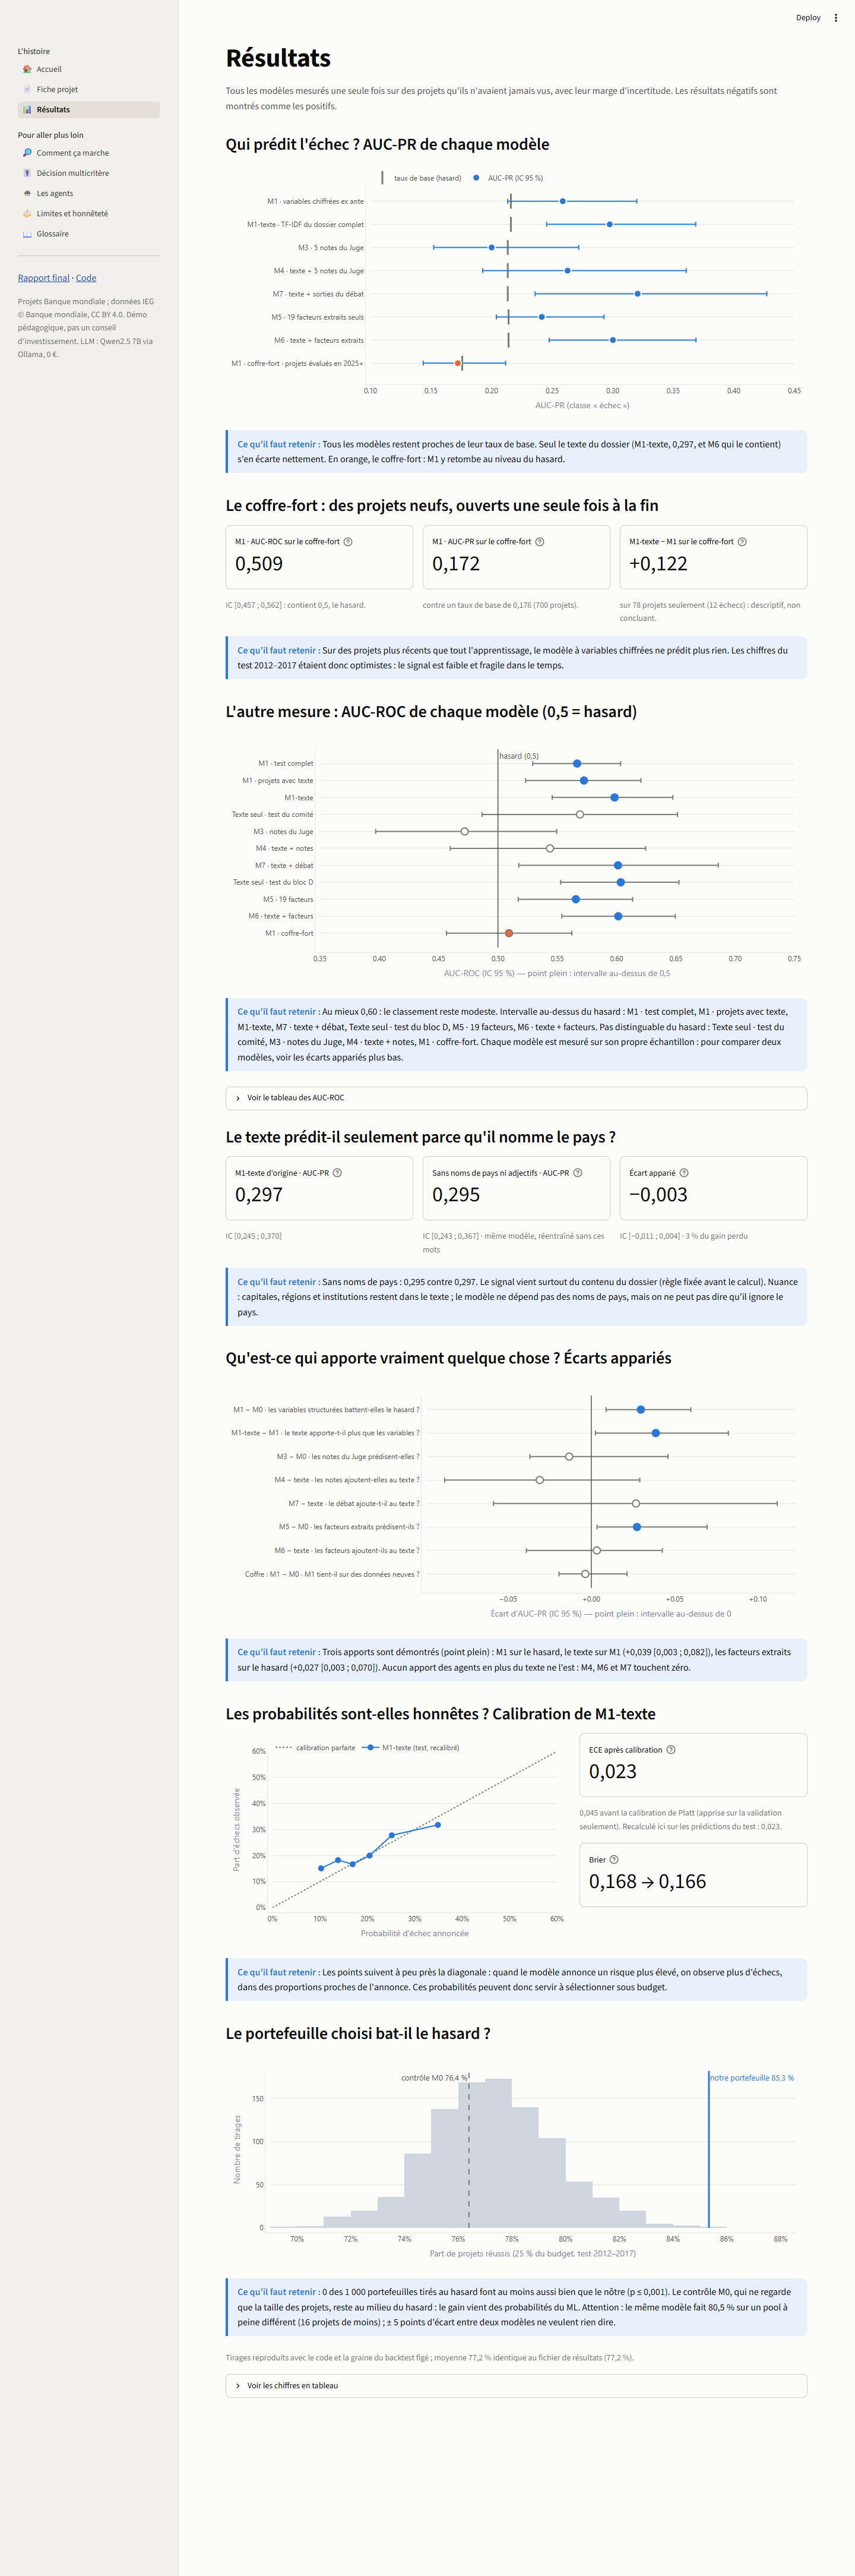 Deploy
L'histoire
Accueil
Fiche projet
Résultats
Pour aller plus loin
Comment ça marche
Décision multicritère
Les agents
Limites et honnêteté
Glossaire
Rapport final · Code
Projets Banque mondiale ; données IEG
© Banque mondiale, CC BY 4.0. Démo
pédagogique, pas un conseil
d'investissement. LLM : Qwen2.5 7B via
Ollama, 0 €.
Résultats
Tous les modèles mesurés une seule fois sur des projets qu'ils n'avaient jamais vus, avec leur marge d'incertitude. Les résultats négatifs sont
montrés comme les positifs.
Qui prédit l'échec ? AUC-PR de chaque modèle
taux de base (hasard) AUC-PR (IC 95 %)
M1 · variables chiffrées ex ante
M1-texte · TF-IDF du dossier complet
M3 · 5 notes du Juge
M4 · texte + 5 notes du Juge
M7 · texte + sorties du débat
M5 · 19 facteurs extraits seuls
M6 · texte + facteurs extraits
M1 · coffre-fort · projets évalués en 2025+
0.10 0.15 0.20 0.25 0.30 0.35 0.40 0.45
AUC-PR (classe « échec »)
Ce qu'il faut retenir : Tous les modèles restent proches de leur taux de base. Seul le texte du dossier (M1-texte, 0,297, et M6 qui le contient)
s'en écarte nettement. En orange, le coffre-fort : M1 y retombe au niveau du hasard.
Le coffre-fort : des projets neufs, ouverts une seule fois à la fin
M1 · AUC-ROC sur le coffre-fort
0,509
IC [0,457 ; 0,562] : contient 0,5, le hasard.
M1 · AUC-PR sur le coffre-fort
0,172
contre un taux de base de 0,176 (700 projets).
M1-texte − M1 sur le coffre-fort
+0,122
sur 78 projets seulement (12 échecs) : descriptif, non
concluant.
Ce qu'il faut retenir : Sur des projets plus récents que tout l'apprentissage, le modèle à variables chiffrées ne prédit plus rien. Les chiffres du
test 2012–2017 étaient donc optimistes : le signal est faible et fragile dans le temps.
L'autre mesure : AUC-ROC de chaque modèle (0,5 = hasard)
hasard (0,5)
M1 · test complet
M1 · projets avec texte
M1-texte
Texte seul · test du comité
M3 · notes du Juge
M4 · texte + notes
M7 · texte + débat
Texte seul · test du bloc D
M5 · 19 facteurs
M6 · texte + facteurs
M1 · coffre-fort
0.35 0.40 0.45 0.50 0.55 0.60 0.65 0.70 0.75
AUC-ROC (IC 95 %) — point plein : intervalle au-dessus de 0,5
Ce qu'il faut retenir : Au mieux 0,60 : le classement reste modeste. Intervalle au-dessus du hasard : M1 · test complet, M1 · projets avec texte,
M1-texte, M7 · texte + débat, Texte seul · test du bloc D, M5 · 19 facteurs, M6 · texte + facteurs. Pas distinguable du hasard : Texte seul · test du
comité, M3 · notes du Juge, M4 · texte + notes, M1 · coffre-fort. Chaque modèle est mesuré sur son propre échantillon : pour comparer deux
modèles, voir les écarts appariés plus bas.
Voir le tableau des AUC-ROC
Le texte prédit-il seulement parce qu'il nomme le pays ?
M1-texte d'origine · AUC-PR
0,297
IC [0,245 ; 0,370]
Sans noms de pays ni adjectifs · AUC-PR
0,295
IC [0,243 ; 0,367] · même modèle, réentraîné sans ces
mots
Écart apparié
−0,003
IC [−0,011 ; 0,004] · 3 % du gain perdu
Ce qu'il faut retenir : Sans noms de pays : 0,295 contre 0,297. Le signal vient surtout du contenu du dossier (règle fixée avant le calcul). Nuance
: capitales, régions et institutions restent dans le texte ; le modèle ne dépend pas des noms de pays, mais on ne peut pas dire qu'il ignore le
pays.
Qu'est-ce qui apporte vraiment quelque chose ? Écarts appariés
M1 − M0 · les variables structurées battent-elles le hasard ?
M1-texte − M1 · le texte apporte-t-il plus que les variables ?
M3 − M0 · les notes du Juge prédisent-elles ?
M4 − texte · les notes ajoutent-elles au texte ?
M7 − texte · le débat ajoute-t-il au texte ?
M5 − M0 · les facteurs extraits prédisent-ils ?
M6 − texte · les facteurs ajoutent-ils au texte ?
Coffre : M1 − M0 · M1 tient-il sur des données neuves ?
−0.05 +0.00 +0.05 +0.10
Écart d'AUC-PR (IC 95 %) — point plein : intervalle au-dessus de 0
Ce qu'il faut retenir : Trois apports sont démontrés (point plein) : M1 sur le hasard, le texte sur M1 (+0,039 [0,003 ; 0,082]), les facteurs extraits
sur le hasard (+0,027 [0,003 ; 0,070]). Aucun apport des agents en plus du texte ne l'est : M4, M6 et M7 touchent zéro.
Les probabilités sont-elles honnêtes ? Calibration de M1-texte
calibration parfaite M1-texte (test, recalibré)
Part d'échecs observée
60%
50%
40%
30%
20%
10%
0%
0% 10% 20% 30% 40% 50% 60%
Probabilité d'échec annoncée
ECE après calibration
0,023
0,045 avant la calibration de Platt (apprise sur la validation
seulement). Recalculé ici sur les prédictions du test : 0,023.
Brier
0,168 → 0,166
Ce qu'il faut retenir : Les points suivent à peu près la diagonale : quand le modèle annonce un risque plus élevé, on observe plus d'échecs,
dans des proportions proches de l'annonce. Ces probabilités peuvent donc servir à sélectionner sous budget.
Le portefeuille choisi bat-il le hasard ?
contrôle M0 76,4 % notre portefeuille 85,3 %
Nombre de tirages
150
100
50
0
70% 72% 74% 76% 78% 80% 82% 84% 86% 88%
Part de projets réussis (25 % du budget, test 2012–2017)
Ce qu'il faut retenir : 0 des 1 000 portefeuilles tirés au hasard font au moins aussi bien que le nôtre (p ≤ 0,001). Le contrôle M0, qui ne regarde
que la taille des projets, reste au milieu du hasard : le gain vient des probabilités du ML. Attention : le même modèle fait 80,5 % sur un pool à
peine différent (16 projets de moins) ; ± 5 points d'écart entre deux modèles ne veulent rien dire.
Tirages reproduits avec le code et la graine du backtest figé ; moyenne 77,2 % identique au fichier de résultats (77,2 %).
Voir les chiffres en tableau